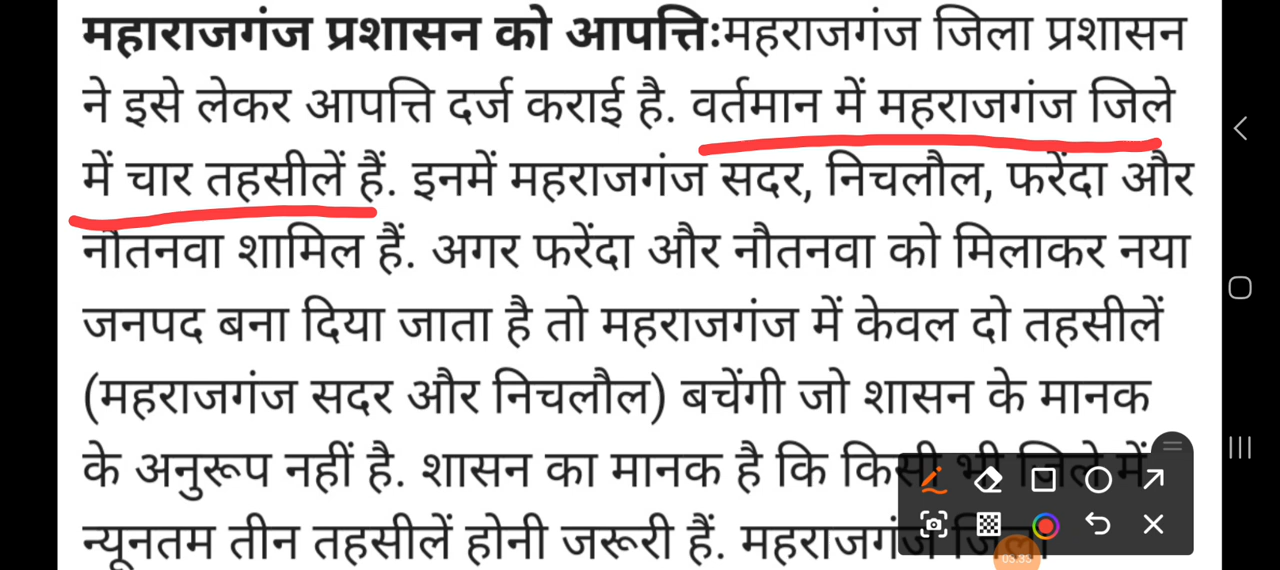 महाराजगंज प्रशासन को आपत्ति:महराजगंज जिला प्रशासन
ने इसे लेकर आपत्ति दर्ज कराई है. वर्तमान में महराजगंज जिले
में चार तहसीलें हैं. इनमें महराजगंज सदर, निचलौल, फरेंदा और
नौतनवा शामिल हैं. अगर फरेंदा और नौतनवा को मिलाकर नया
जनपद बना दिया जाता है तो महराजगंज में केवल दो तहसीलें
(महराजगंज सदर और निचलौल) बचेंगी जो शासन के मानक
के अनुरूप नहीं है. शासन का मानक है कि किसी भी जिले में
न्यूनतम तीन तहसीलें होनी जरूरी हैं. महराजगंज जिला